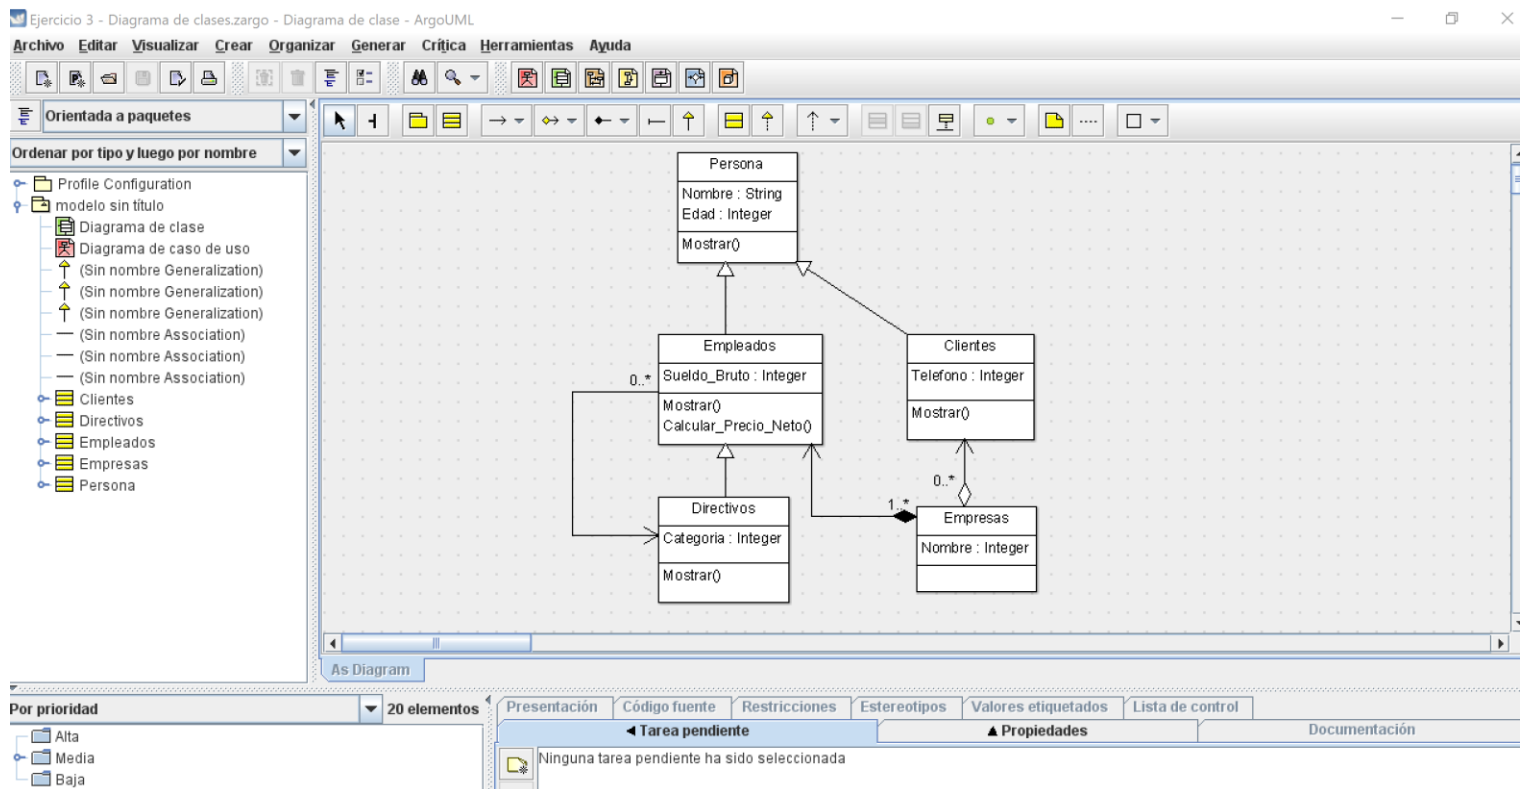 Ejercicio 3 - Diagrama de clases.zargo - Diagrama de clase - ArgoUML
Archivo Editar Visualizar Crear Organizar Generar Crítica Herramientas Ayuda
Orientada a paquetes
Ordenar por tipo y luego por nombre
Profile Configuration
modelo sin título
Diagrama de clase
Diagrama de caso de uso
(Sin nombre Generalization)
(Sin nombre Generalization)
(Sin nombre Generalization)
(Sin nombre Association)
(Sin nombre Association)
(Sin nombre Association)
Clientes
Directivos
Empleados
Empresas
Persona
Persona
Nombre : String
Edad : Integer
Mostrar()
Empleados
Sueldo_Bruto : Integer
Mostrar()
Calcular_Precio_Neto()
0..*
Clientes
Telefono : Integer
Mostrar()
0..*
1..*
Directivos
Categoria : Integer
Mostrar()
Empresas
Nombre : Integer
As Diagram
Por prioridad
20 elementos
Alta
Media
Baja
Presentación Código fuente Restricciones Estereotipos Valores etiquetados Lista de control
Tarea pendiente Propiedades Documentación
Ninguna tarea pendiente ha sido seleccionada